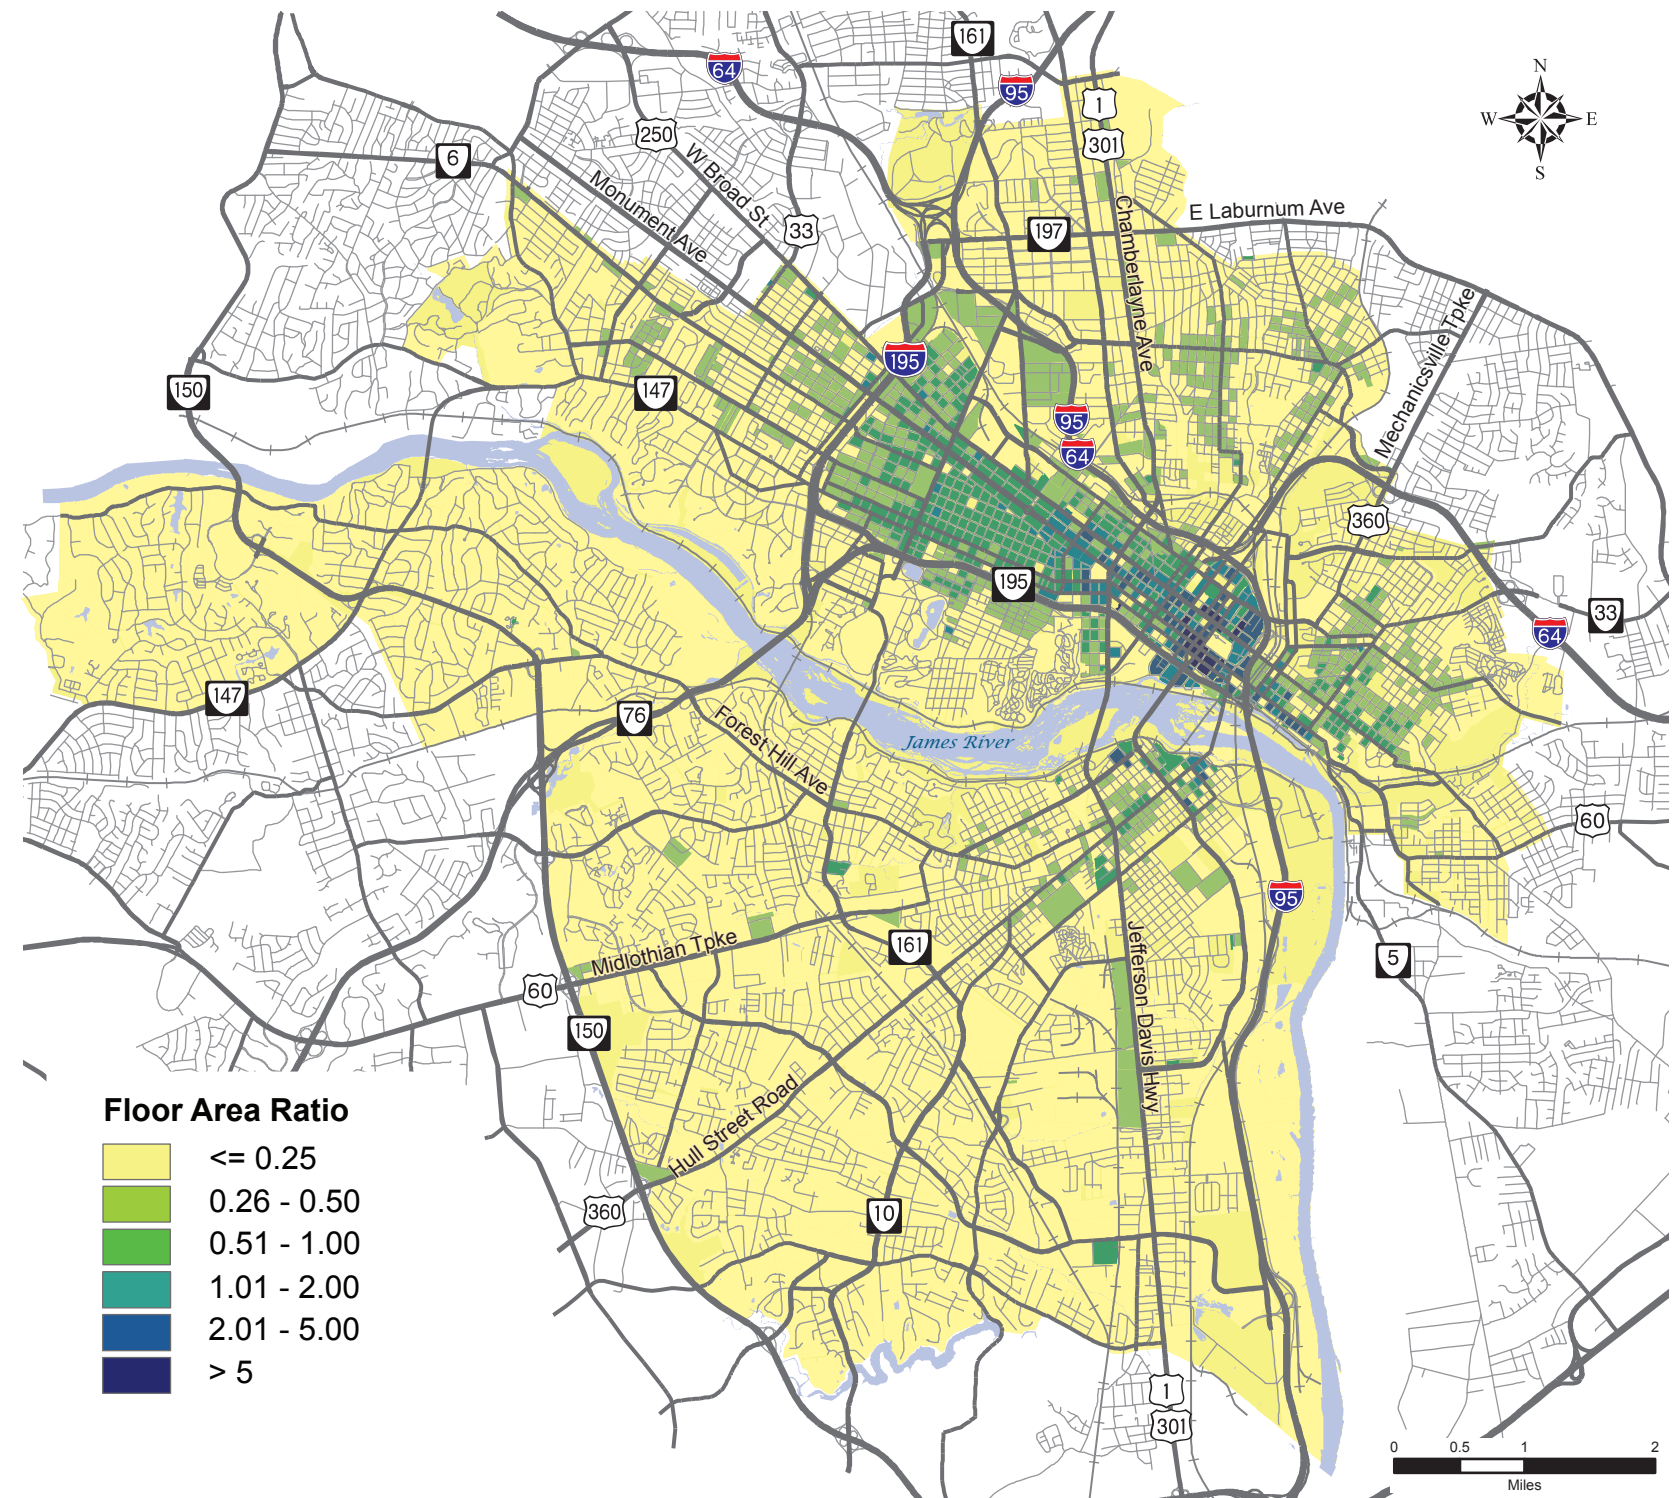 161
64
95
1
N
250
W
E
301
6
S
W Broad St
Monument Ave
E Laburnum Ave
33
197
Chamberlayne Ave
Mechanicsville Tpke
195
150
147
95
64
360
195
33
64
147
76
Forest Hill Ave
James River
60
95
Jefferson Davis Hwy
161
5
Midlothian Tpke
60
150
Hull Street Road
Floor Area Ratio
<= 0.25
0.26 - 0.50
0.51 - 1.00
1.01 - 2.00
2.01 - 5.00
> 5
360
10
1
301
0 0.5 1 2
Miles